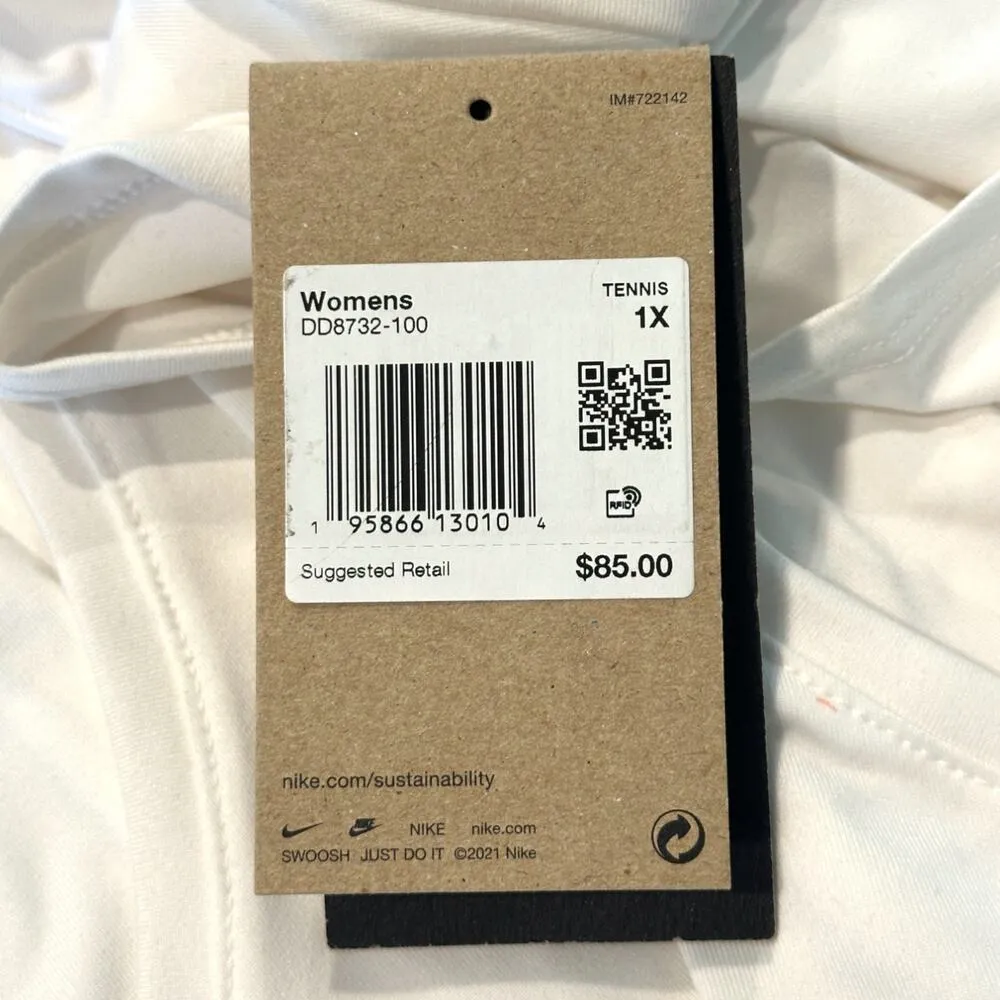 IM#722142
Womens
DD8732-100
TENNIS
1X
RFID
1 95866 13010 4
Suggested Retail $85.00
nike.com/sustainability
NIKE nike.com
SWOOSH JUST DO IT ©2021 Nike